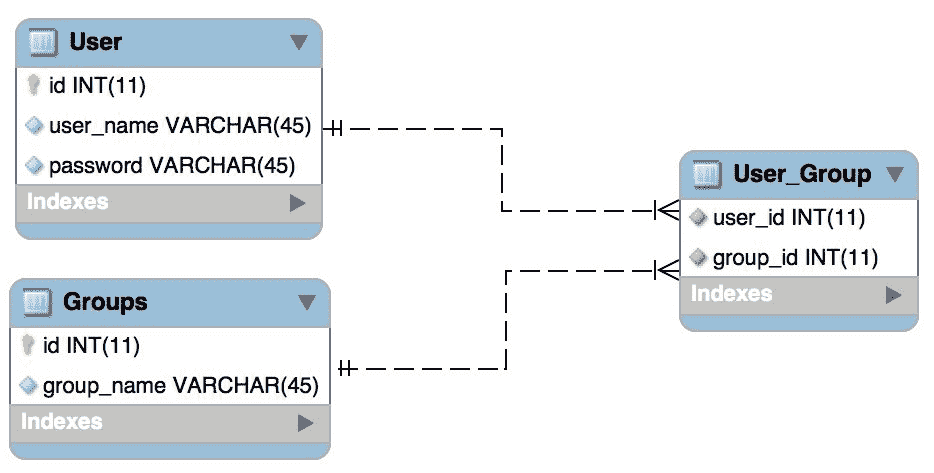 User
id INT(11)
user_name VARCHAR(45)
password VARCHAR(45)
Indexes
Groups
id INT(11)
group_name VARCHAR(45)
Indexes
User_Group
user_id INT(11)
group_id INT(11)
Indexes